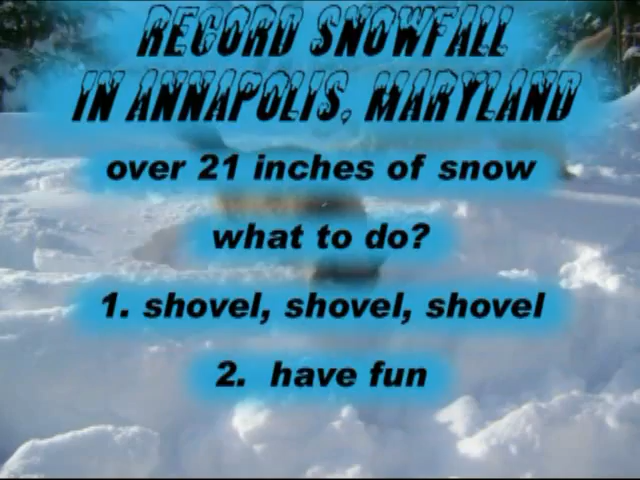 RECORD SNOWFALL
IN ANNAPOLIS, MARYLAND
over 21 inches of snow
what to do?
1. shovel, shovel, shovel
2. have fun